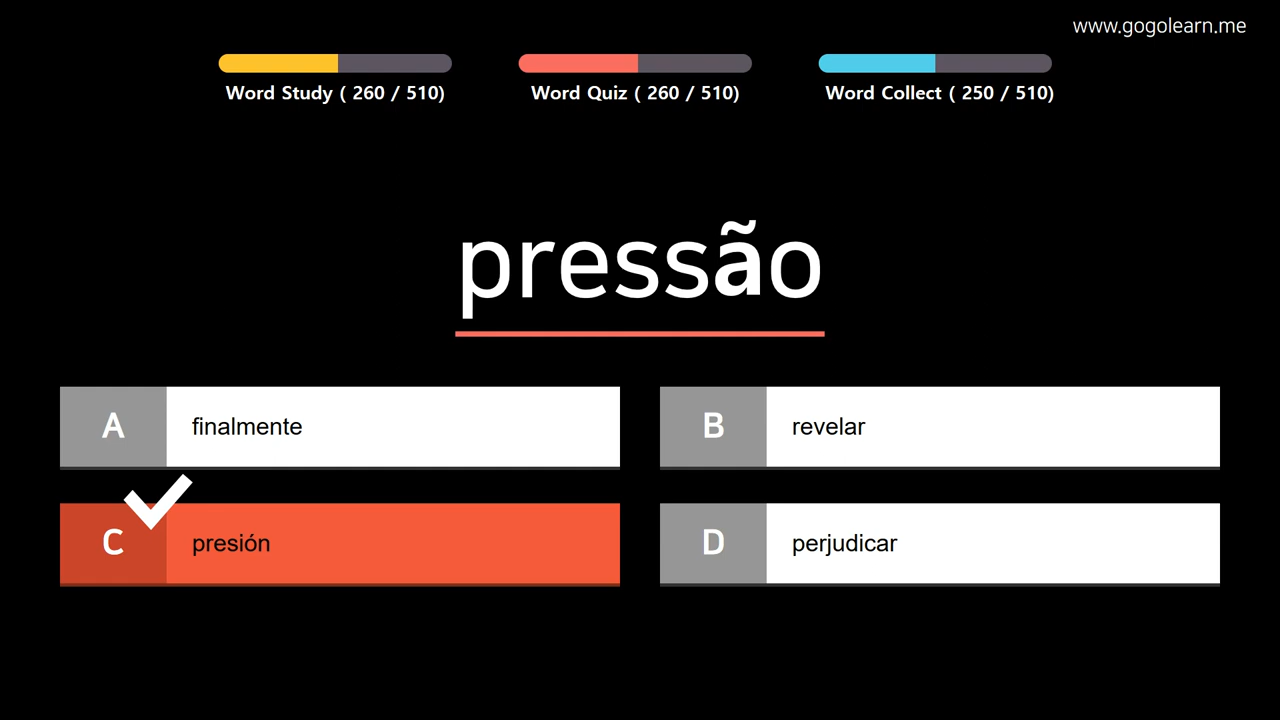 www.gogolearn.me
Word Study ( 260 / 510)
Word Quiz ( 260 / 510)
Word Collect ( 250 / 510)
pressão
A
finalmente
B
revelar
C
presión
D
perjudicar